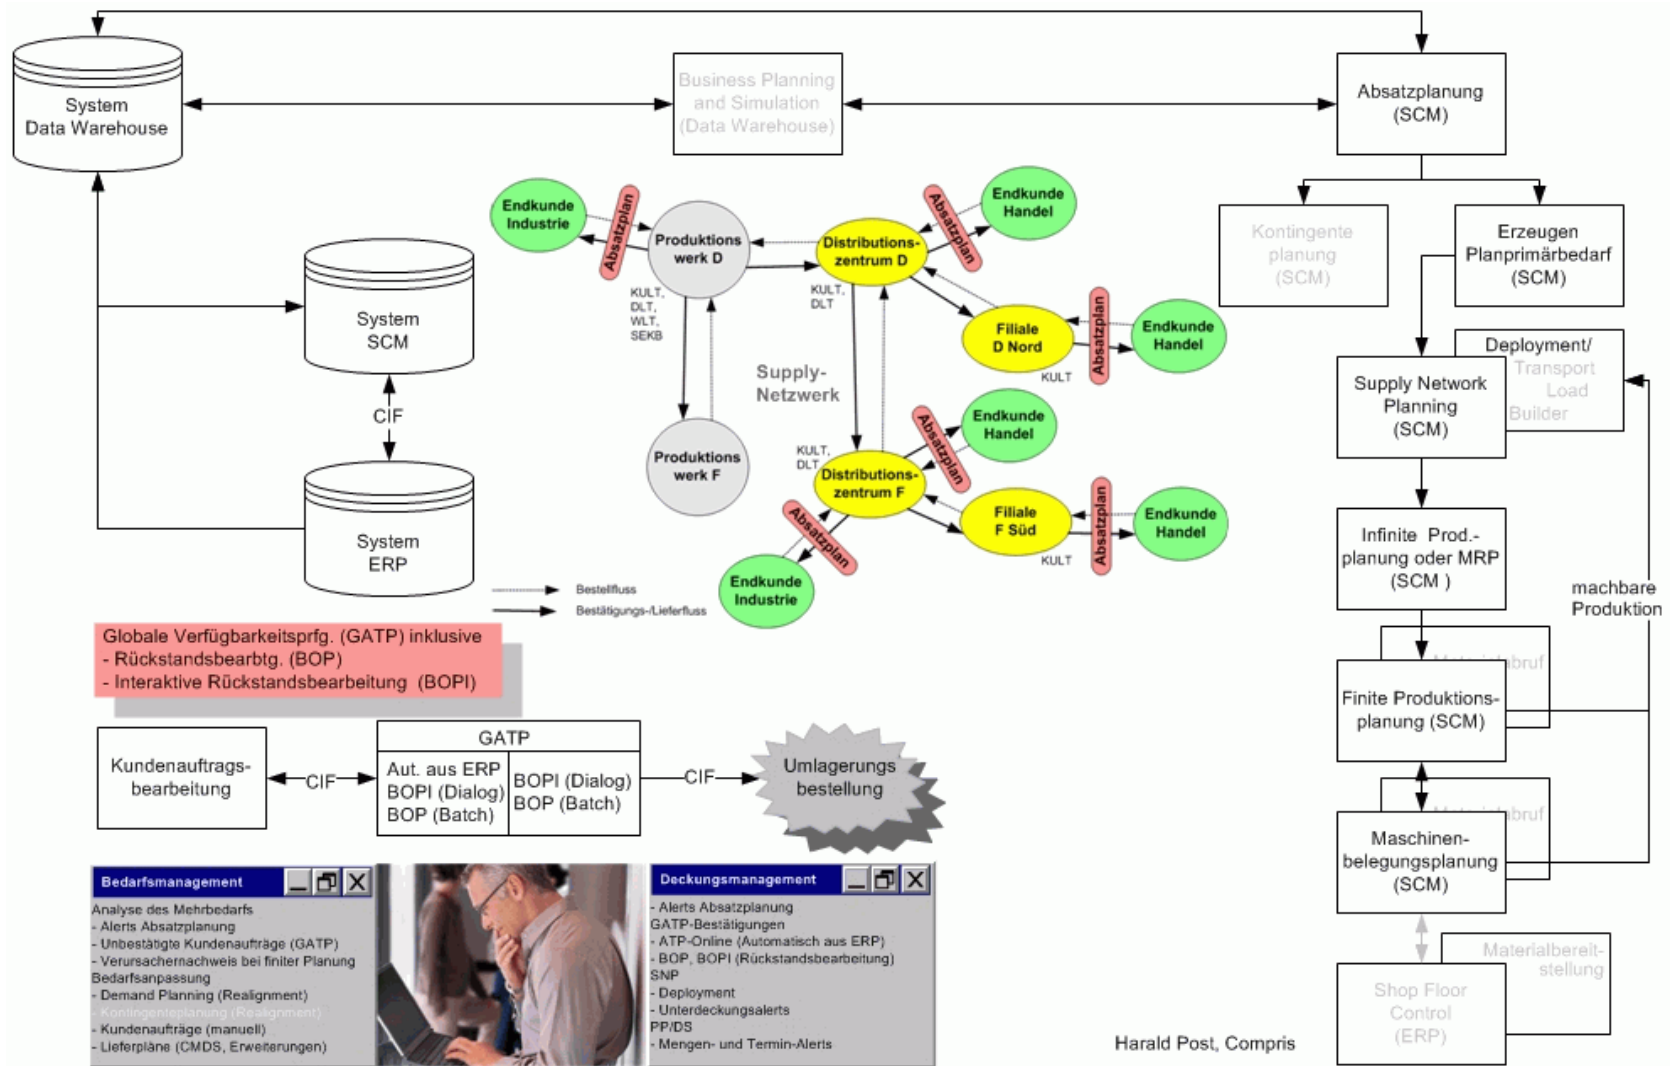 System
Data Warehouse
Business Planning
and Simulation
(Data Warehouse)
Absatzplanung
(SCM)
Kontingente
planung
(SCM)
Erzeugen
Planprimärbedarf
(SCM)
System
SCM
CIF
System
ERP
Endkunde
Industrie
Absatzplan
Produktions
werk D
KULT,
DLT,
WLT,
SEKB
Distributions-
zentrum D
KULT,
DLT
Absatzplan
Endkunde
Handel
Filiale
D Nord
KULT
Absatzplan
Endkunde
Handel
Supply-
Netzwerk
Produktions
werk F
KULT,
DLT
Distributions-
zentrum F
Absatzplan
Endkunde
Handel
Filiale
F Süd
KULT
Absatzplan
Endkunde
Handel
Absatzplan
Endkunde
Industrie
Bestellfluss
Bestätigungs-/Lieferfluss
Deployment/
Transport
Load
Builder
Supply Network
Planning
(SCM)
Infinite Prod.-
planung oder MRP
(SCM )
machbare
Produktion
Finite Produktions-
planung (SCM)
Maschinen-
belegungsplanung
(SCM)
Materialbereit-
stellung
Shop Floor
Control
(ERP)
Globale Verfügbarkeitsprfg. (GATP) inklusive
- Rückstandsbearbtg. (BOP)
- Interaktive Rückstandsbearbeitung (BOPI)
Kundenauftrags-
bearbeitung
CIF
GATP
Aut. aus ERP
BOPI (Dialog)
BOP (Batch)
BOPI (Dialog)
BOP (Batch)
CIF
Umlagerungs
bestellung
Bedarfsmanagement
Analyse des Mehrbedarfs
- Alerts Absatzplanung
- Unbestätigte Kundenaufträge (GATP)
- Verursachernachweis bei finiter Planung
Bedarfsanpassung
- Demand Planning (Realignment)
- Kontingenteplanung (Realignment)
- Kundenaufträge (manuell)
- Lieferpläne (CMDS, Erweiterungen)
Deckungsmanagement
- Alerts Absatzplanung
GATP-Bestätigungen
- ATP-Online (Automatisch aus ERP)
- BOP, BOPI (Rückstandsbearbeitung)
SNP
- Deployment
- Unterdeckungsalerts
PP/DS
- Mengen- und Termin-Alerts
Harald Post, Compris